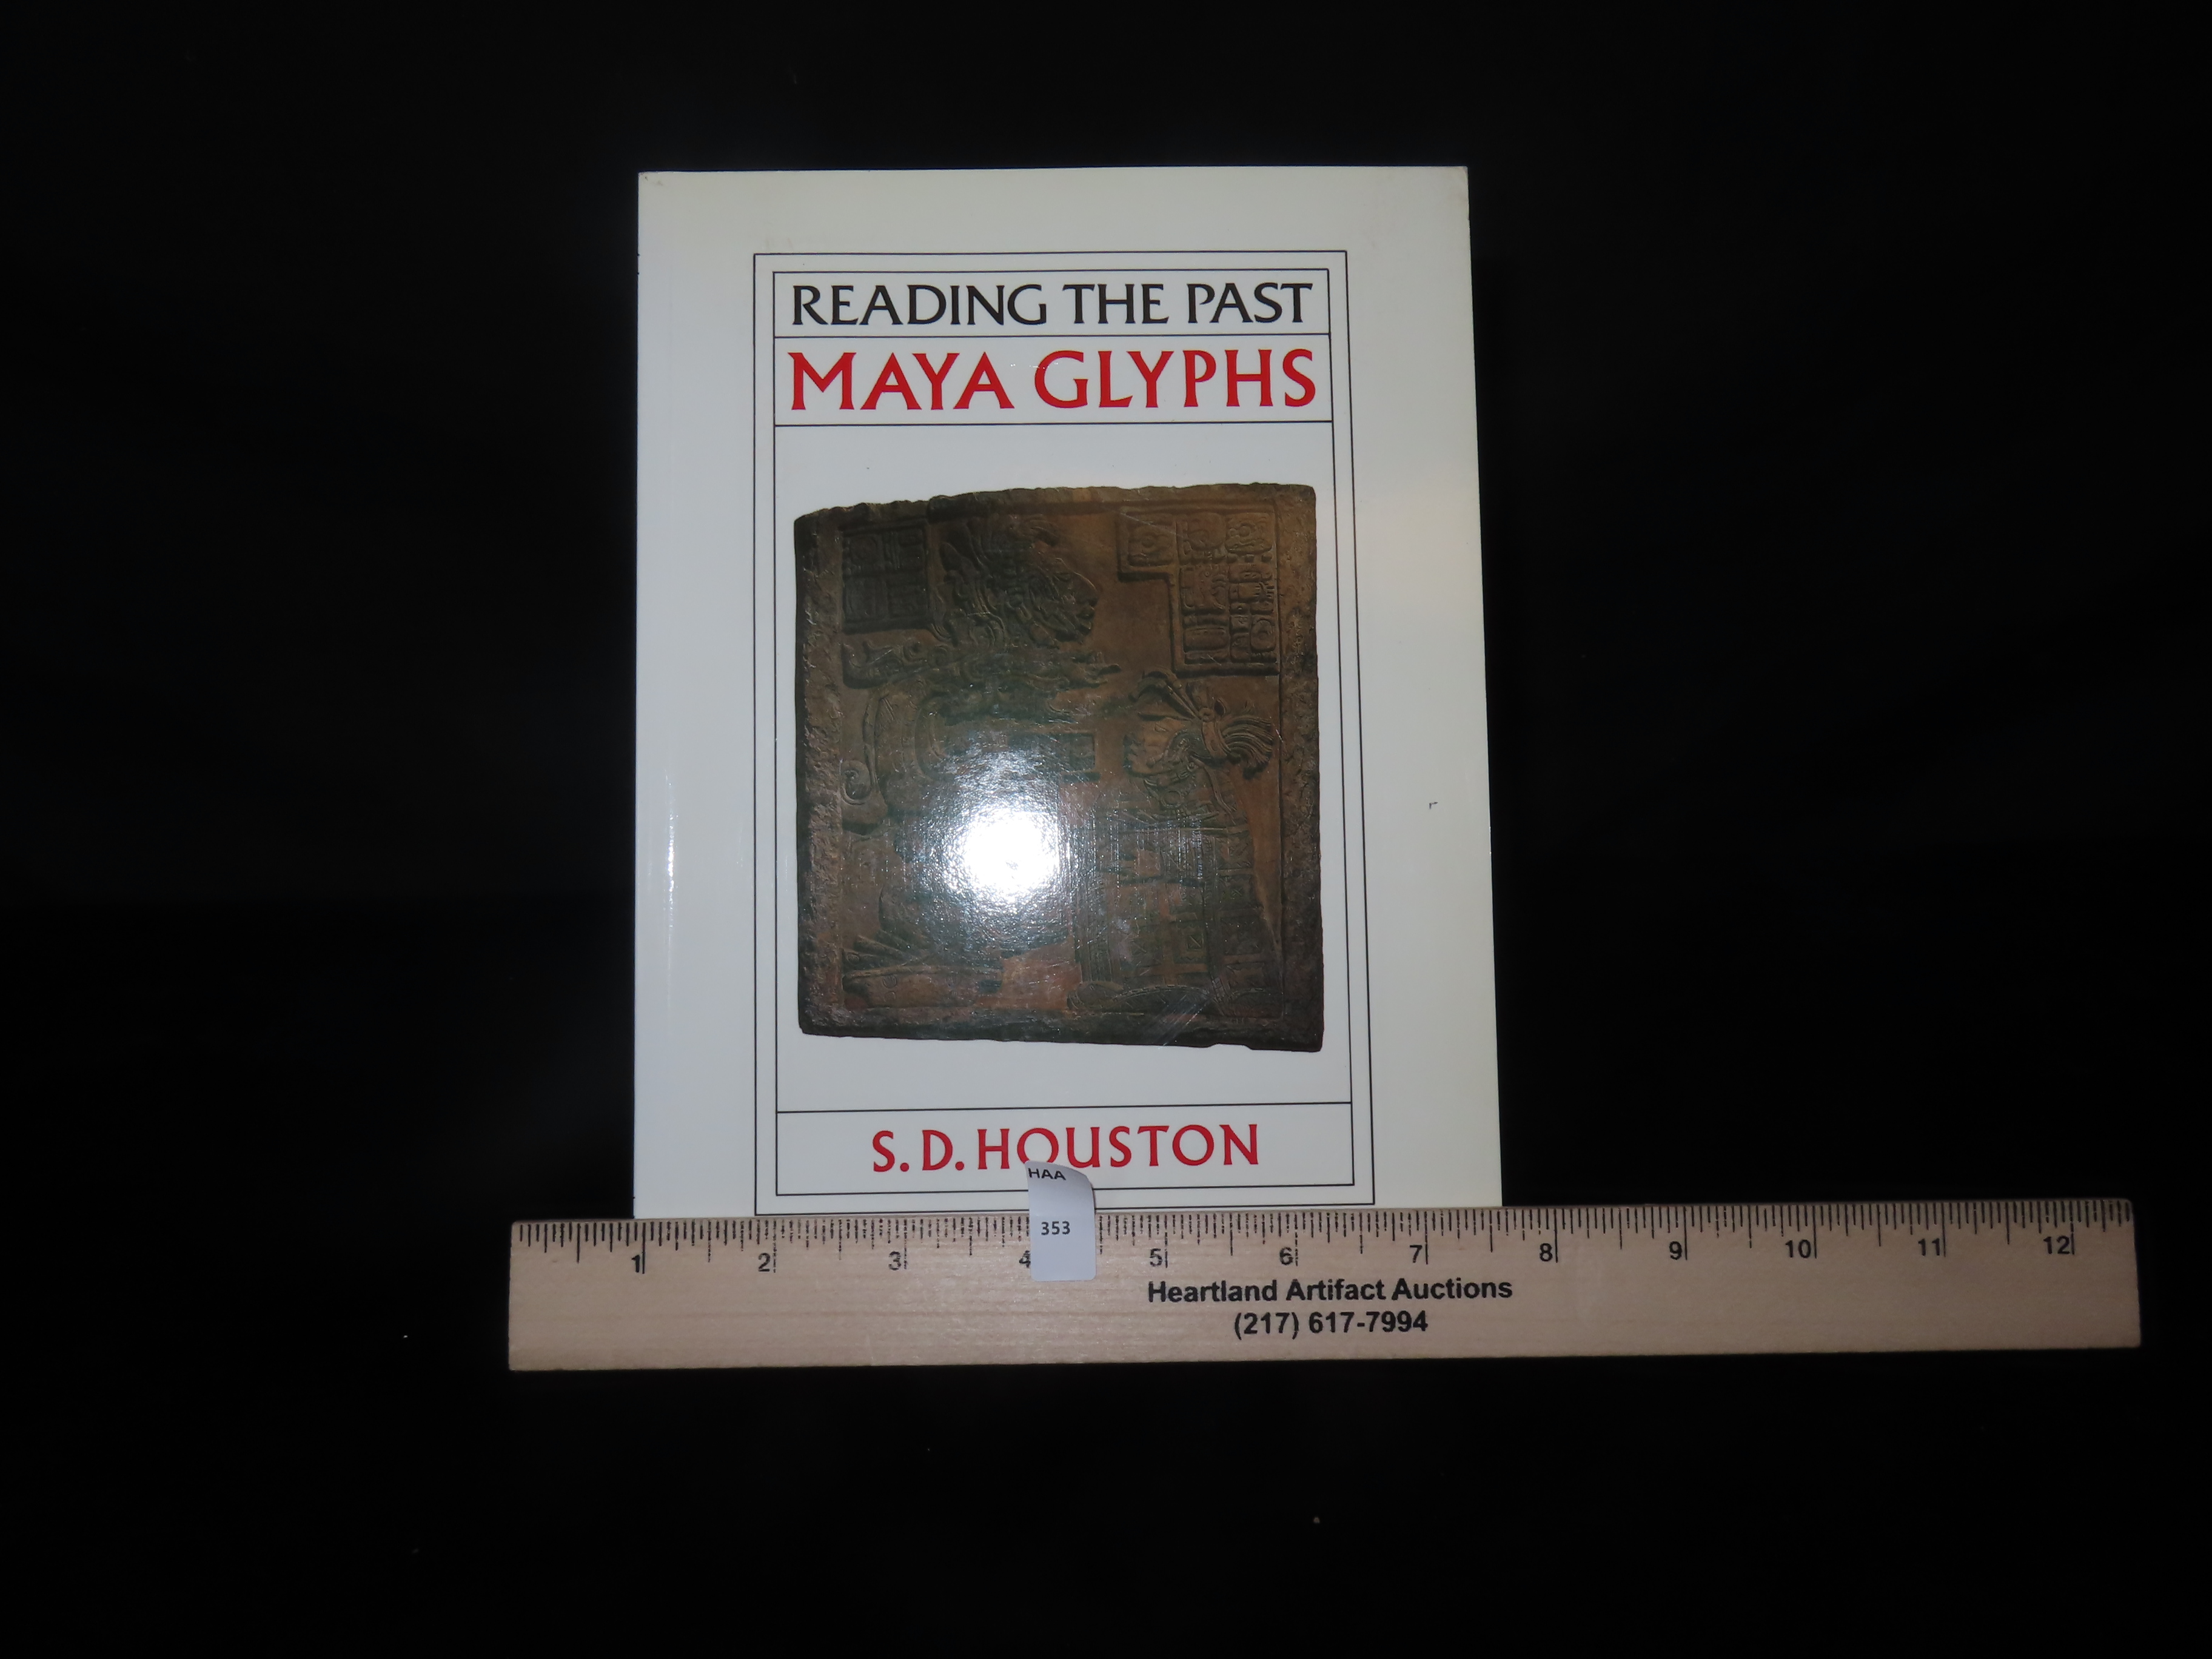 READING THE PAST
MAYA GLYPHS
S. D. HOUSTON
HAA
353
1 2 3 4 5 6 7 8 9 10 11 12
Heartland Artifact Auctions
(217) 617-7994